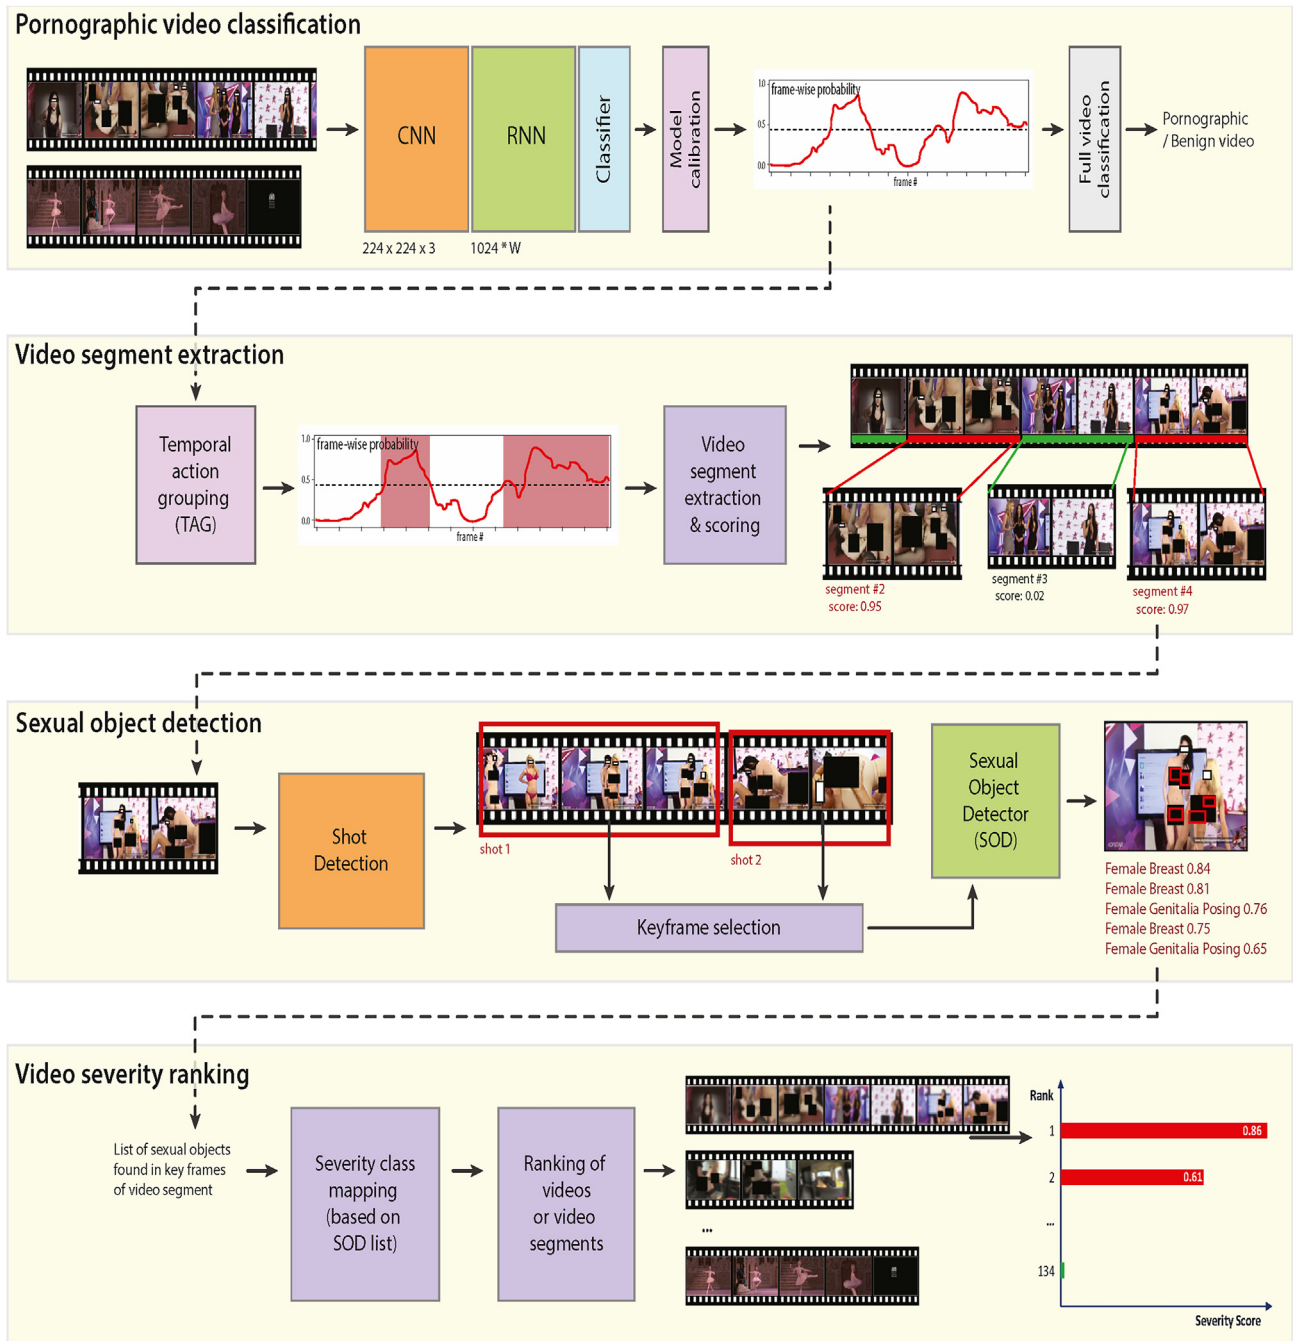 Pornographic video classification
CNN
RNN
Classifier
Model
calibration
frame-wise probability
1.0
0.5
0.0
frame #
Full video
classification
Pornographic
/ Benign video
224 x 224 x 3
1024 * W
Video segment extraction
Temporal
action
grouping
(TAG)
frame-wise probability
1.0
0.5
0.0
frame #
Video
segment
extraction
& scoring
segment #2
score: 0.95
segment #3
score: 0.02
segment #4
score: 0.97
Sexual object detection
Shot
Detection
shot 1
shot 2
Keyframe selection
Sexual
Object
Detector
(SOD)
Female Breast 0.84
Female Breast 0.81
Female Genitalia Posing 0.76
Female Breast 0.75
Female Genitalia Posing 0.65
Video severity ranking
List of sexual objects
found in key frames
of video segment
Severity class
mapping
(based on
SOD list)
Ranking of
videos
or video
segments
...
Rank
1
0.86
2
0.61
...
134
Severity Score